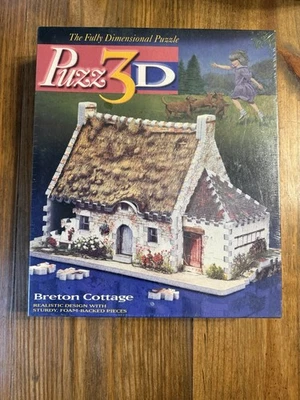 The Fully Dimensional Puzzle
Puzz3D
Breton Cottage
REALISTIC DESIGN WITH
STURDY, FOAM-BACKED PIECES